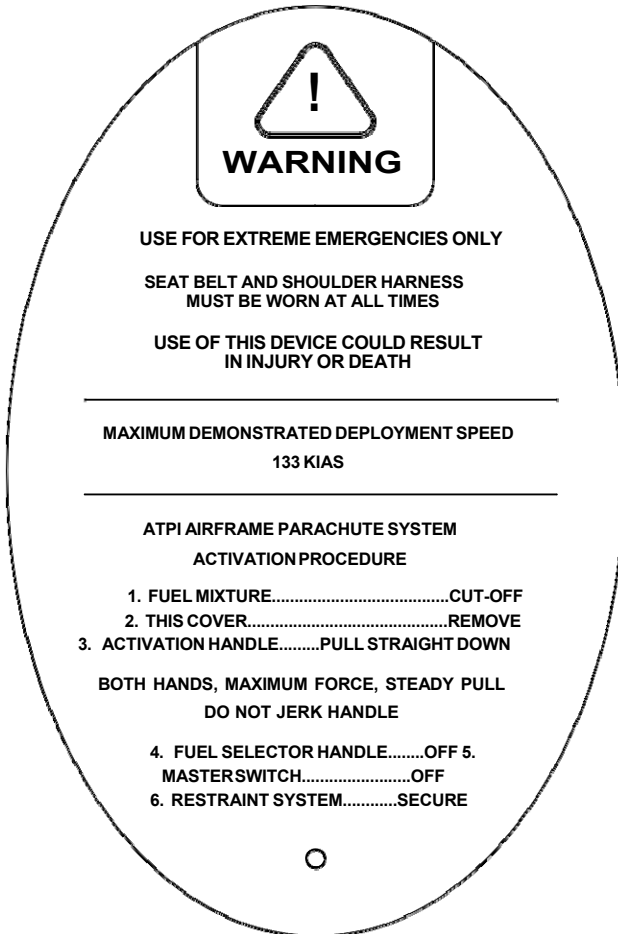 !
WARNING
USE FOR EXTREME EMERGENCIES ONLY
SEAT BELT AND SHOULDER HARNESS
MUST BE WORN AT ALL TIMES
USE OF THIS DEVICE COULD RESULT
IN INJURY OR DEATH
MAXIMUM DEMONSTRATED DEPLOYMENT SPEED
133 KIAS
ATPI AIRFRAME PARACHUTE SYSTEM
ACTIVATION PROCEDURE
1. FUEL MIXTURE......................................CUT-OFF
2. THIS COVER...........................................REMOVE
3. ACTIVATION HANDLE.........PULL STRAIGHT DOWN
BOTH HANDS, MAXIMUM FORCE, STEADY PULL
DO NOT JERK HANDLE
4. FUEL SELECTOR HANDLE........OFF 5.
MASTERSWITCH.......................OFF
6. RESTRAINT SYSTEM............SECURE